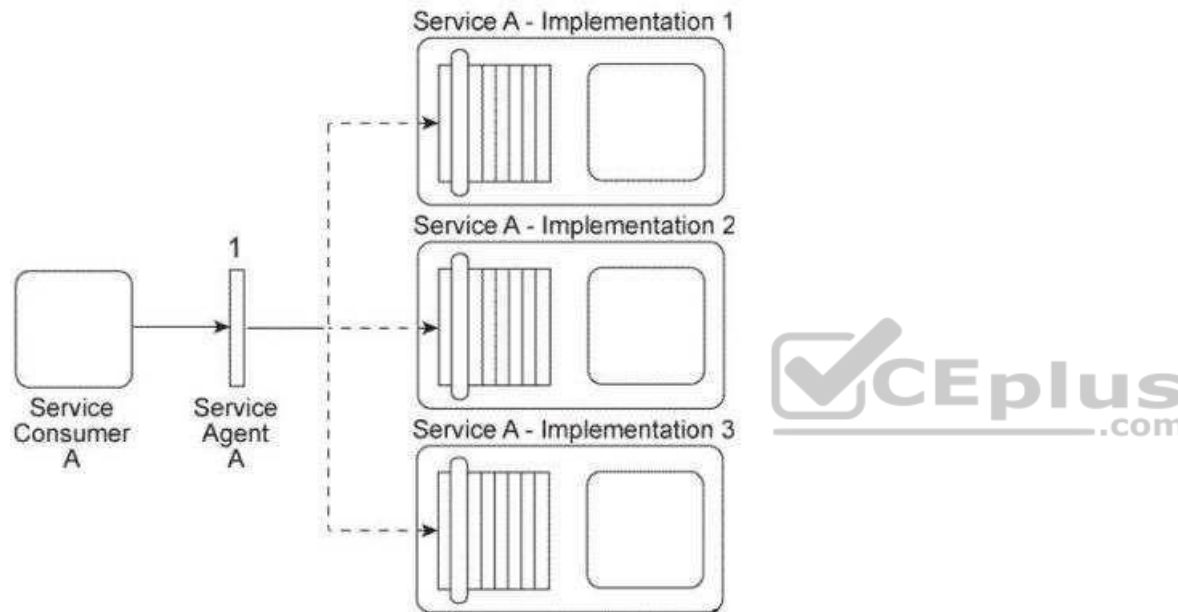 Service A - Implementation 1
Service A - Implementation 2
1
Service
Consumer
A
Service
Agent
A
Service A - Implementation 3
CEplus
.com